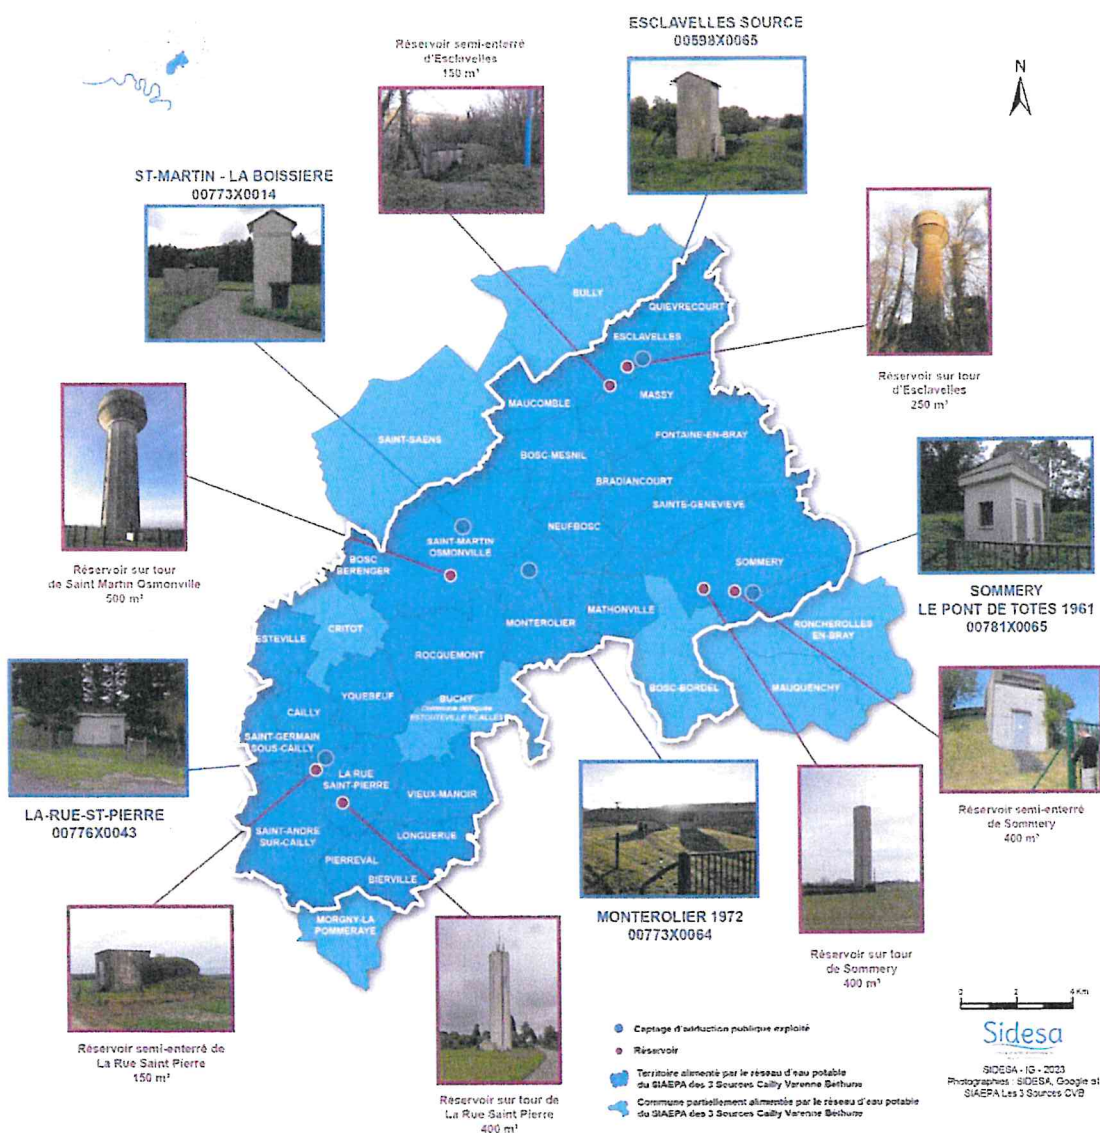 ESCLAVELLES SOURCE
00598X0065
Réservoir semi-enterré
d'Esclavelles
150 m³
N
ST-MARTIN - LA BOISSIERE
00773X0014
BULLY
QUIEVRECOURT
ESCLAVELLES
MASSY
MAUCOMBLE
Réservoir sur tour
d'Esclavelles
250 m³
SAINT-SAENS
FONTAINE-EN-BRAY
BOSC-MESNIL
BRADIANCOURT
SAINTE-GENEVIEVE
NEUFBOSC
SAINT-MARTIN
OSMONVILLE
BOSC
BERENGER
SOMMERY
Réservoir sur tour
de Saint Martin Osmonville
500 m³
SOMMERY
LE PONT DE TOTES 1961
00781X0065
MATHONVILLE
MONTEROLIER
RONCHEROLLES
EN-BRAY
CRITOT
ESTEVILLE
ROCQUEMONT
BOSC-BORDEL
MAUQUENCHY
YQUEBEUF
BUCHY
Commune déléguée
ESTOUTEVILLE ECALLES
CAILLY
SAINT-GERMAIN
SOUS-CAILLY
LA RUE
SAINT-PIERRE
VIEUX-MANOIR
LA-RUE-ST-PIERRE
00776X0043
Réservoir semi-enterré
de Sommery
400 m³
SAINT-ANDRE
SUR-CAILLY
LONGUERUE
PIERREVAL
BIERVILLE
MORGNY-LA
POMMERAYE
MONTEROLIER 1972
00773X0064
Réservoir sur tour
de Sommery
400 m³
Réservoir semi-enterré de
La Rue Saint Pierre
150 m³
Réservoir sur tour de
La Rue Saint Pierre
400 m³
0 2 4 Km
Captage d'adduction publique exploité
Réservoir
Territoire alimenté par le réseau d'eau potable
du SIAEPA des 3 Sources Cailly Varenne Béthune
Commune partiellement alimentée par le réseau d'eau potable
du SIAEPA des 3 Sources Cailly Varenne Béthune
Sidesa
SIDESA - IG - 2023
Photographies : SIDESA, Google et
SIAEPA Les 3 Sources CVB